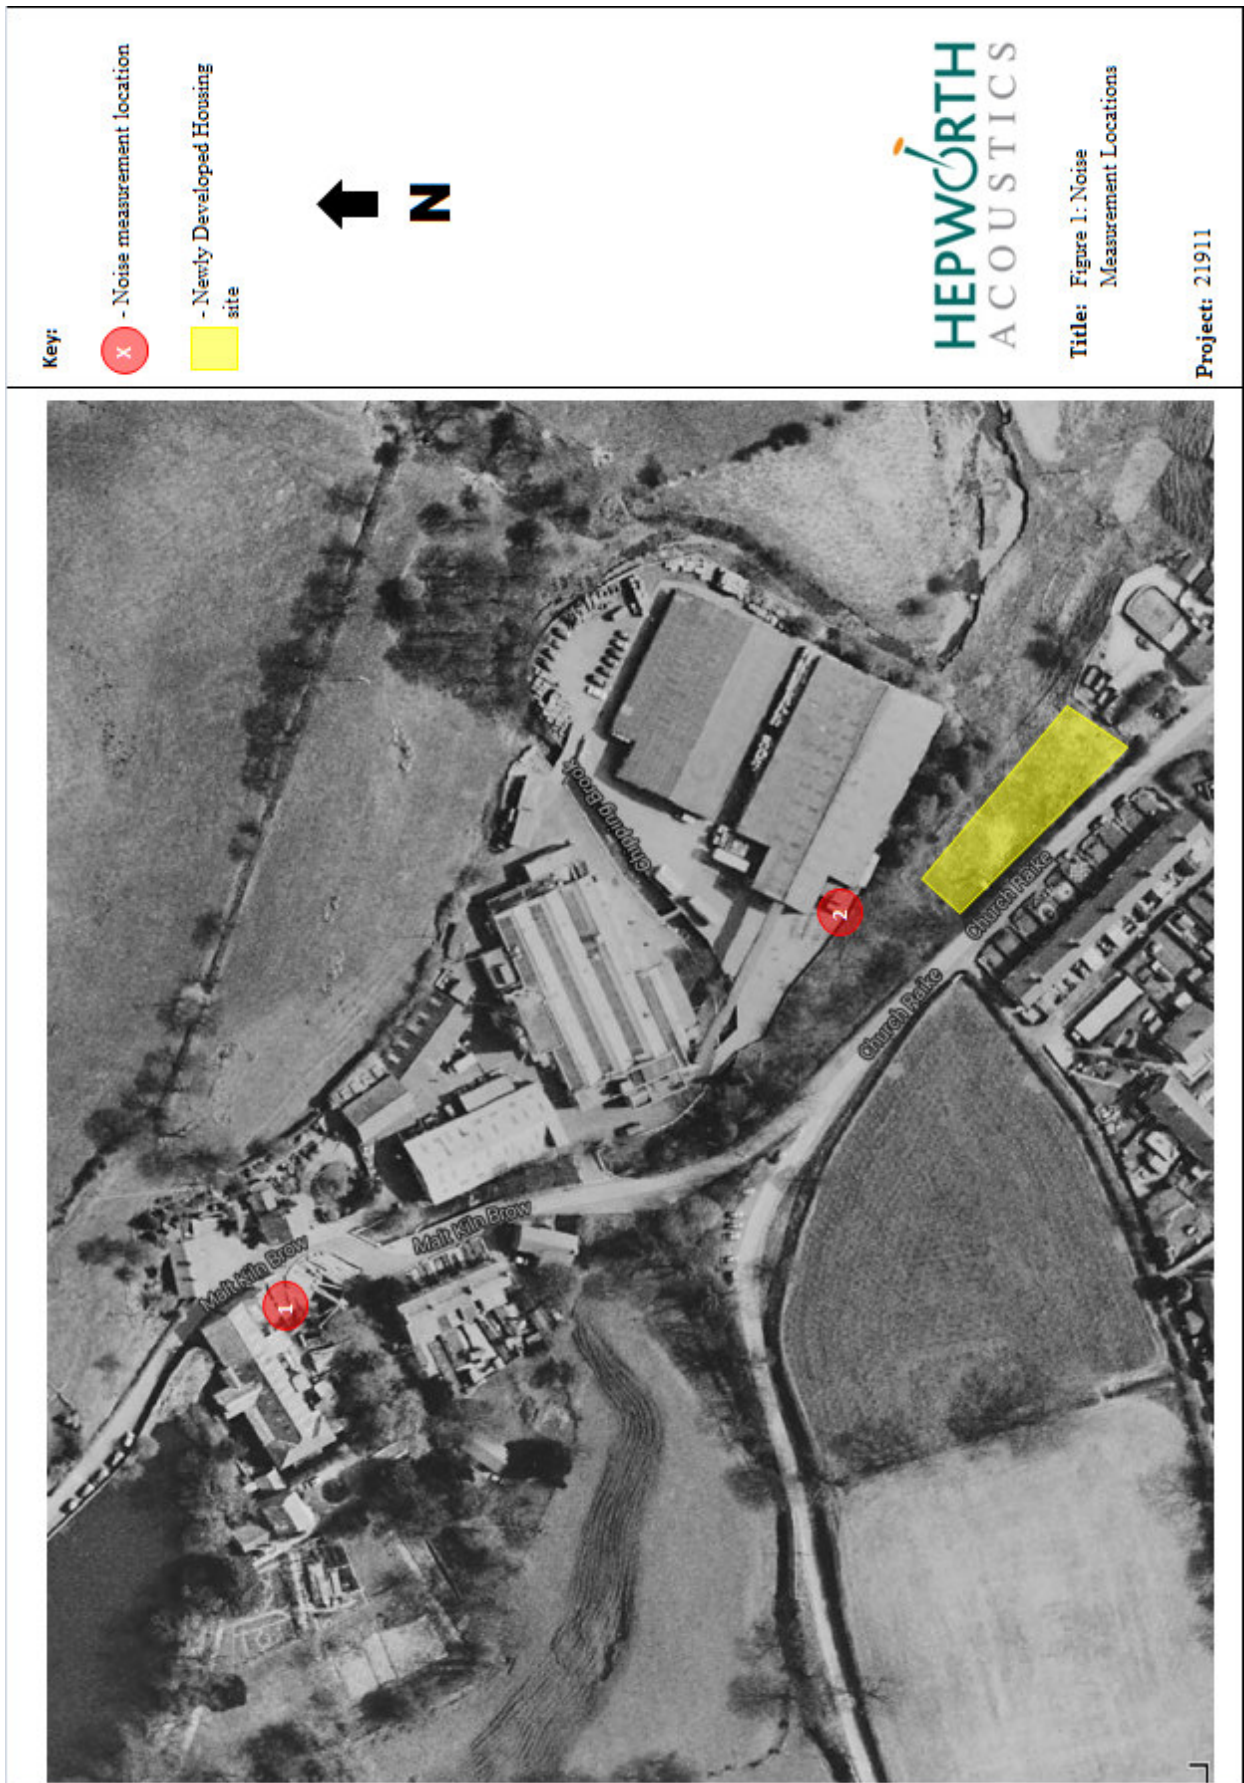 Key:
X
- Noise measurement location
- Newly Developed Housing
site
N
HEPWORTH
ACOUSTICS
Title: Figure 1: Noise
Measurement Locations
Project: 21911
Malt Kiln Brow
1
Malt Kiln Brow
Chipping Brook
2
Church Rake
Church Rake